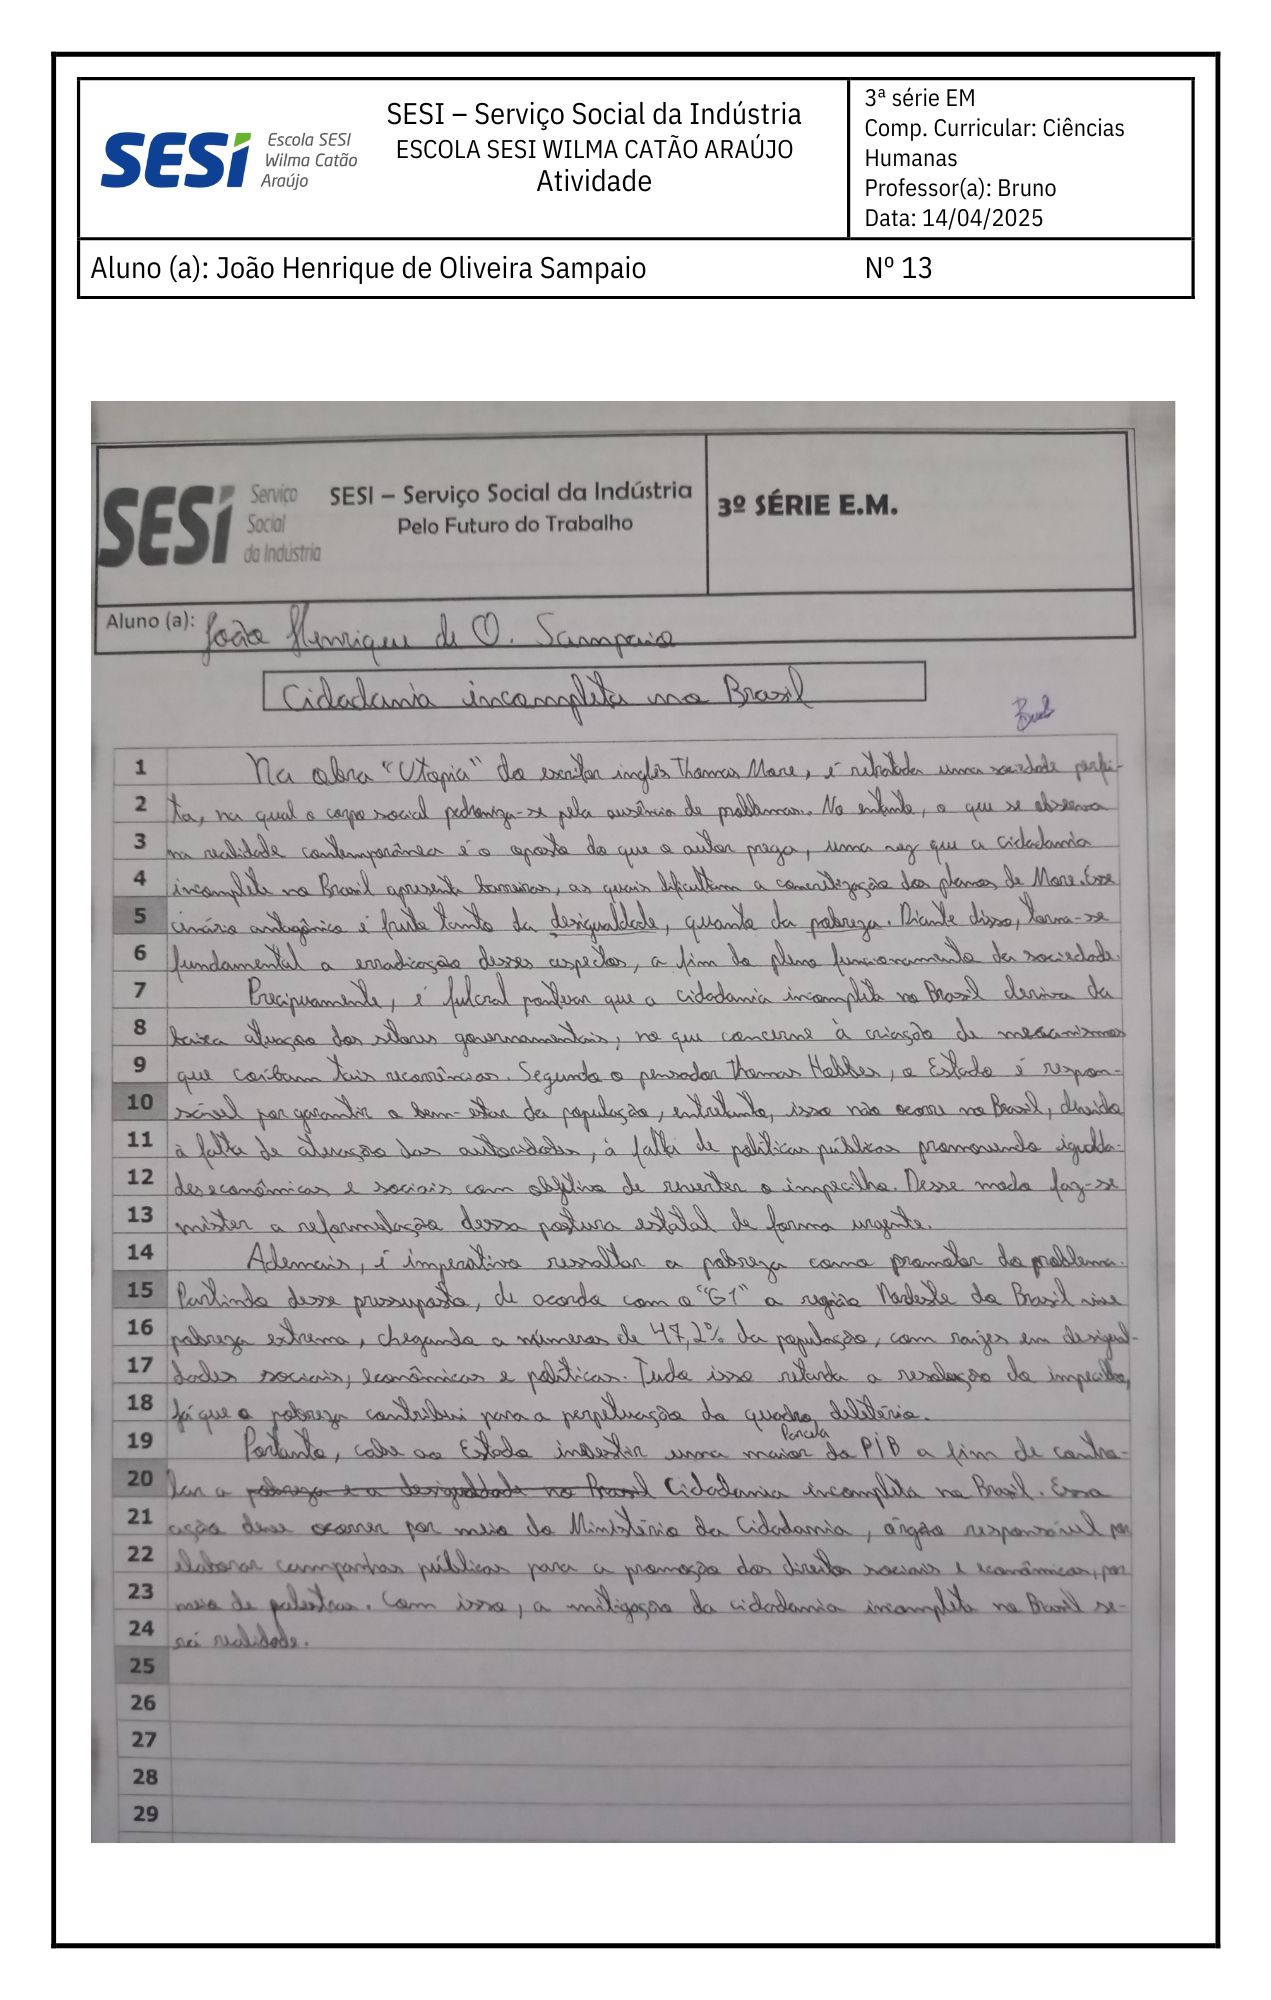 SESI
Escola SESI
Wilma Catão
Araújo
SESI – Serviço Social da Indústria
ESCOLA SESI WILMA CATÃO ARAÚJO
Atividade
3ª série EM
Comp. Curricular: Ciências
Humanas
Professor(a): Bruno
Data: 14/04/2025
Aluno (a): João Henrique de Oliveira Sampaio
Nº 13
SESI
Serviço
Social
da Indústria
SESI – Serviço Social da Indústria
Pelo Futuro do Trabalho
3º SÉRIE E.M.
Aluno (a): João Henrique de O. Sampaio
Cidadania incompleta no Brasil
1 Na obra "Utopia" do escritor inglês Thomas More, é retratada uma sociedade perfei-
2 ta, na qual o corpo social padroniza-se pela ausência de problemas. No entanto, o que se observa
3 na realidade contemporânea é o oposto do que o autor prega, uma vez que a cidadania
4 incompleta no Brasil apresenta barreiras, as quais dificultam a concretização dos planos de More. Esse
5 cenário antagônico é fruto tanto da desigualdade, quanto da pobreza. Diante disso, torna-se
6 fundamental a erradicação desses aspectos, a fim do pleno funcionamento da sociedade.
7 Precipuamente, é fulcral pontuar que a cidadania incompleta no Brasil deriva da
8 baixa atuação dos setores governamentais, no que concerne à criação de mecanismos
9 que coíbam tais recorrências. Segundo o pensador Thomas Hobbes, o Estado é respon-
10 sável por garantir o bem-estar da população, entretanto, isso não ocorre no Brasil, devido
11 à falta de atuação das autoridades, à falta de políticas públicas promovendo igualda-
12 des econômicas e sociais com objetivo de reverter o impecilho. Desse modo faz-se
13 mister a reformulação dessa postura estatal de forma urgente.
14 Ademais, é imperativo ressaltar a pobreza como promotor do problema.
15 Partindo desse pressuposto, de acordo com o "G1" a região Nordeste do Brasil vive
16 pobreza extrema, chegando a números de 47,2% da população, com raízes em desigual-
17 dades sociais, econômicas e políticas. Tudo isso retarda a resolução do impecilho,
18 já que a pobreza contribui para a perpetuação do quadro deletério.
19 Portanto, cabe ao Estado investir uma maior Parcela do PIB a fim de contro-
20 lar a pobreza e a desigualdade no Brasil Cidadania incompleta no Brasil. Essa
21 ação deve ocorrer por meio do Ministério da Cidadania, órgão responsável por
22 elaborar campanhas públicas para a promoção dos direitos sociais e econômicos, por
23 meio de palestras. Com isso, a mitigação da cidadania incompleta no Brasil se-
24 rá realidade.
25
26
27
28
29